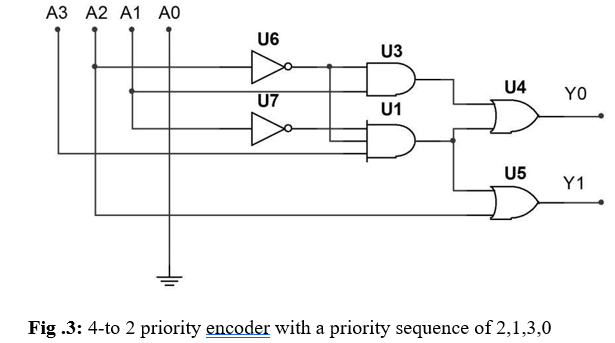 A3 A2 A1 A0
U6
U3
U4
Y0
U7
U1
U5
Y1
Fig .3: 4-to 2 priority encoder with a priority sequence of 2,1,3,0